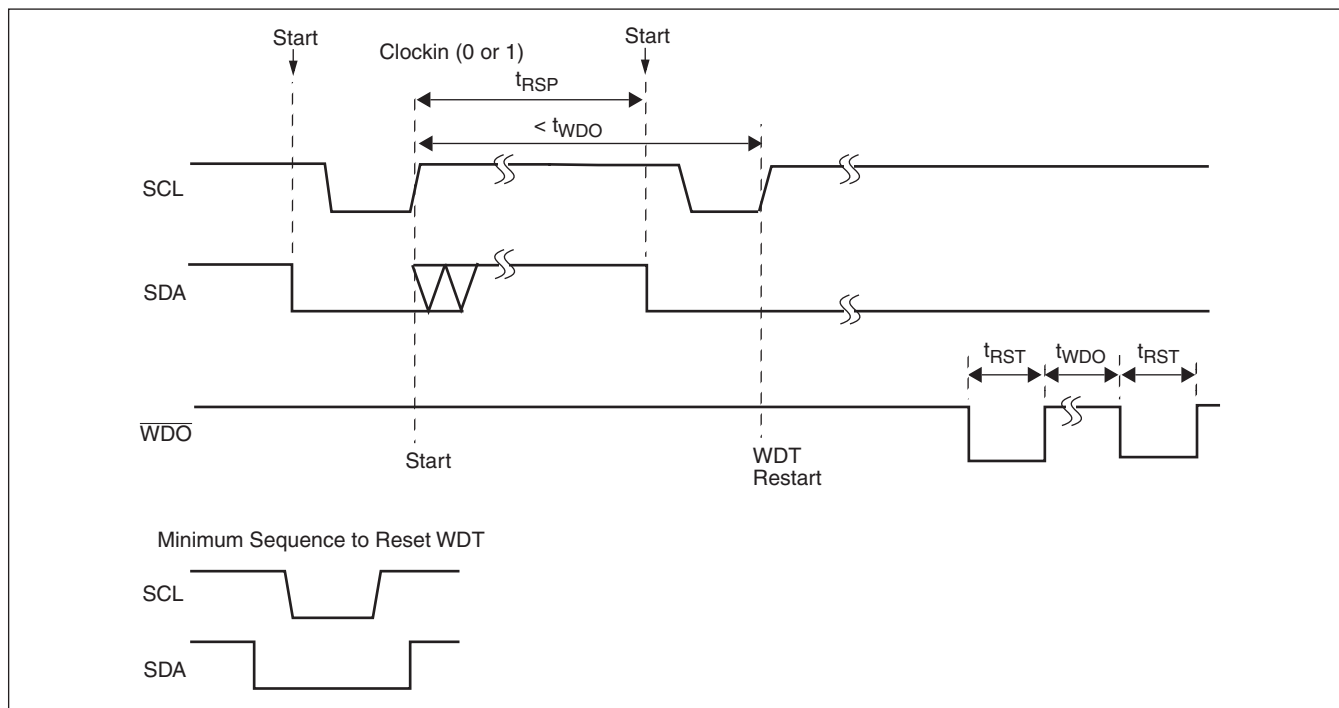 Start
Start
Clockin (0 or 1)
tRSP
< tWDO
SCL
SDA
tRST
tWDO
tRST
WDO
Start
WDT
Restart
Minimum Sequence to Reset WDT
SCL
SDA